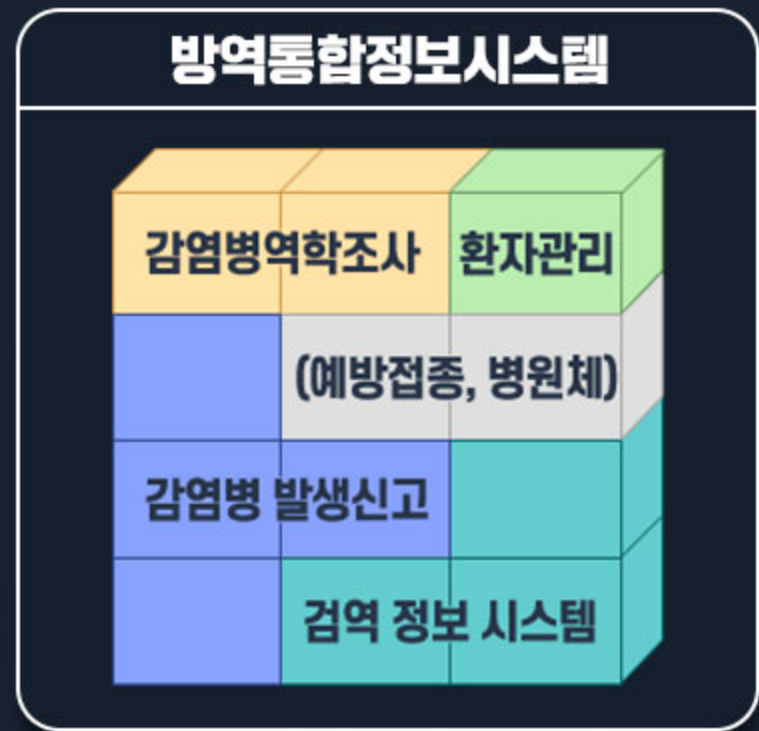 방역통합정보시스템
감염병역학조사 환자관리
(예방접종, 병원체)
감염병 발생신고
검역 정보 시스템